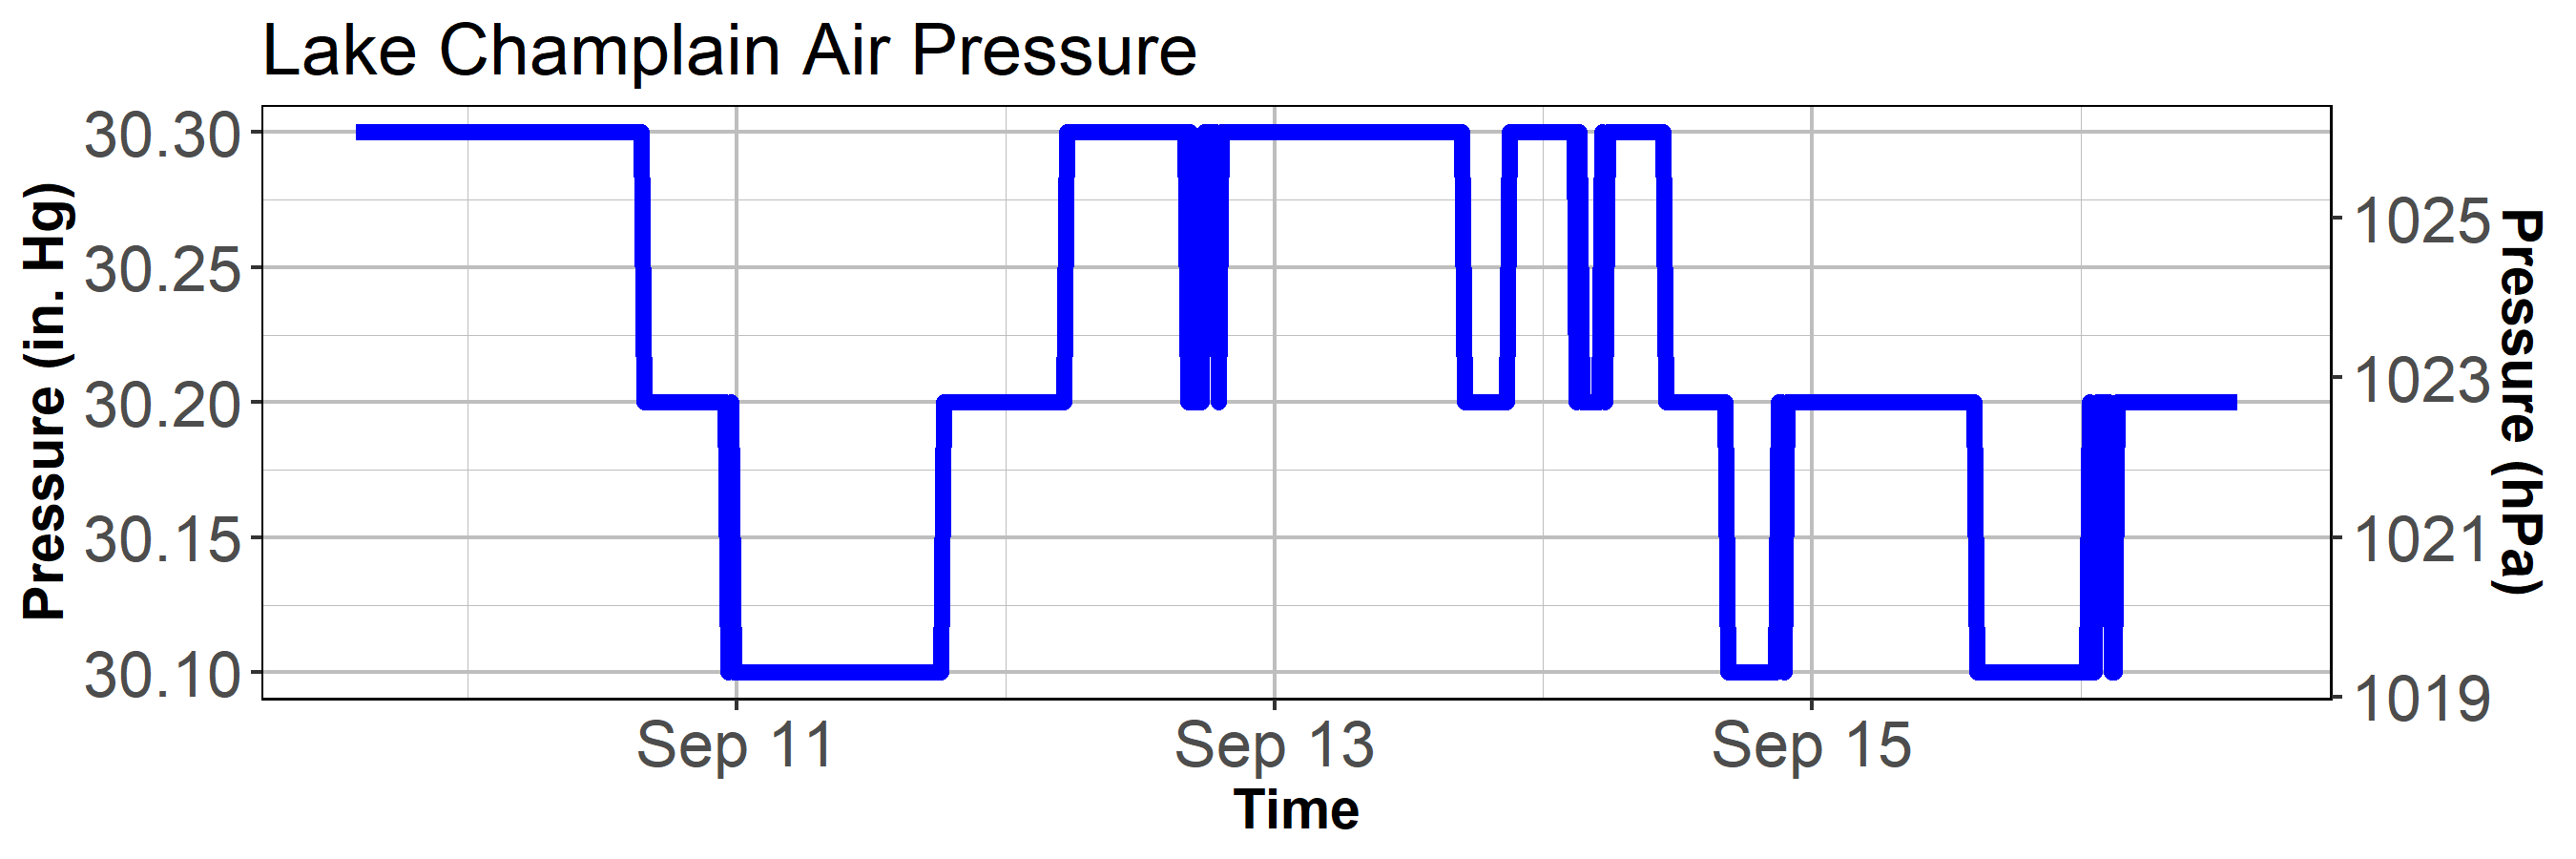 Lake Champlain Air Pressure
Pressure (in. Hg)
30.30
30.25
30.20
30.15
30.10
1025
1023
1021
1019
Pressure (hPa)
Sep 11
Sep 13
Sep 15
Time